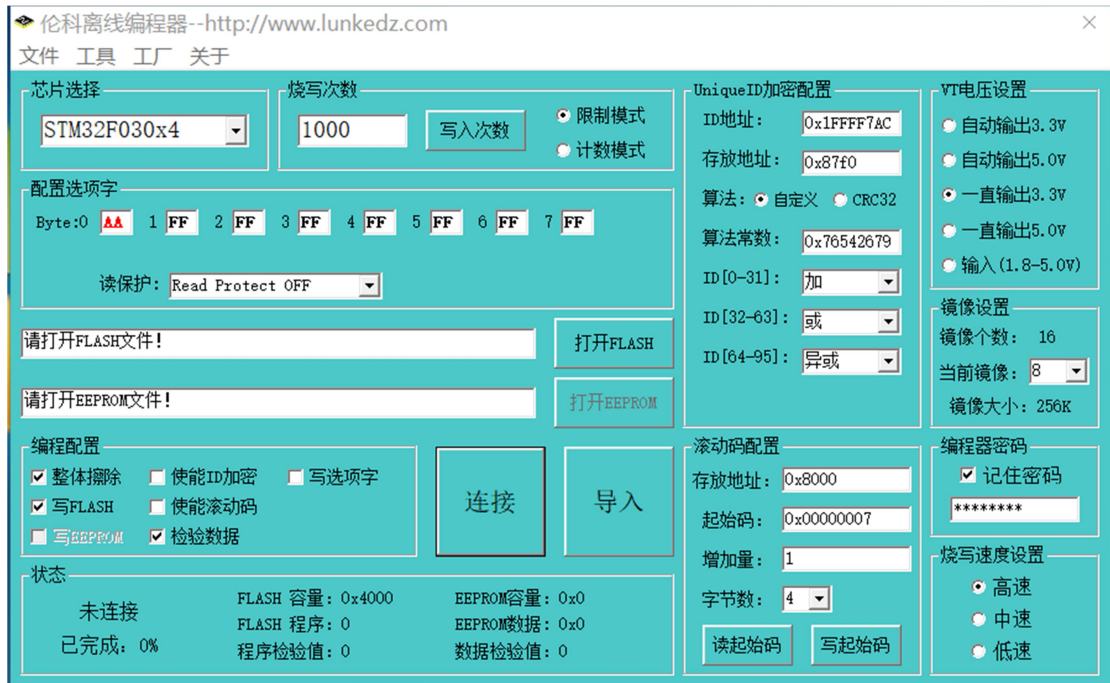 伦科离线编程器--http://www.lunkedz.com
文件 工具 工厂 关于
芯片选择
STM32F030x4
烧写次数
1000
写入次数
限制模式
计数模式
配置选项字
Byte:0 AA 1 FF 2 FF 3 FF 4 FF 5 FF 6 FF 7 FF
读保护: Read Protect OFF
请打开FLASH文件!
打开FLASH
请打开EEPROM文件!
打开EEPROM
编程配置
整体擦除 使能ID加密 写选项字
写FLASH 使能滚动码
写EEPROM 检验数据
连接
导入
状态
未连接
已完成: 0%
FLASH 容量: 0x4000
FLASH 程序: 0
程序检验值: 0
EEPROM容量: 0x0
EEPROM数据: 0x0
数据检验值: 0
UniqueID加密配置
ID地址: 0x1FFFF7AC
存放地址: 0x87f0
算法: 自定义 CRC32
算法常数: 0x76542679
ID[0-31]: 加
ID[32-63]: 或
ID[64-95]: 异或
滚动码配置
存放地址: 0x8000
起始码: 0x00000007
增加量: 1
字节数: 4
读起始码 写起始码
VT电压设置
自动输出3.3V
自动输出5.0V
一直输出3.3V
一直输出5.0V
输入(1.8-5.0V)
镜像设置
镜像个数: 16
当前镜像: 8
镜像大小: 256K
编程器密码
记住密码
********
烧写速度设置
高速
中速
低速